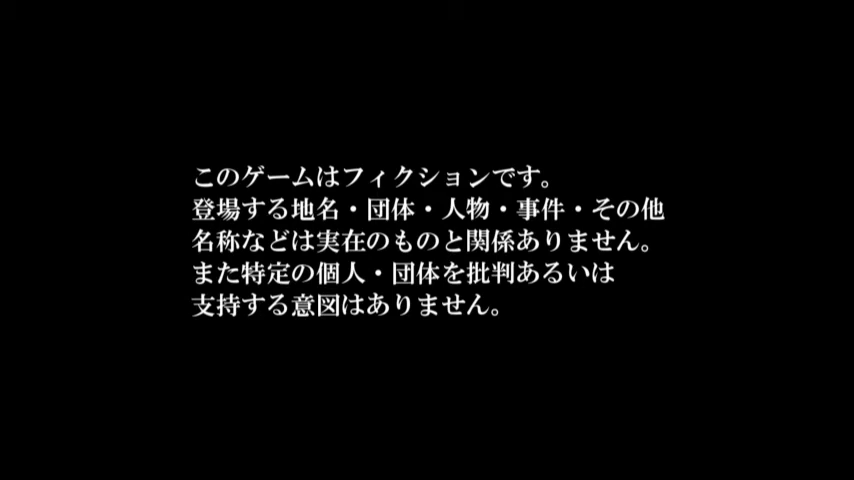 このゲームはフィクションです。
登場する地名・団体・人物・事件・その他
名称などは実在のものと関係ありません。
また特定の個人・団体を批判あるいは
支持する意図はありません。